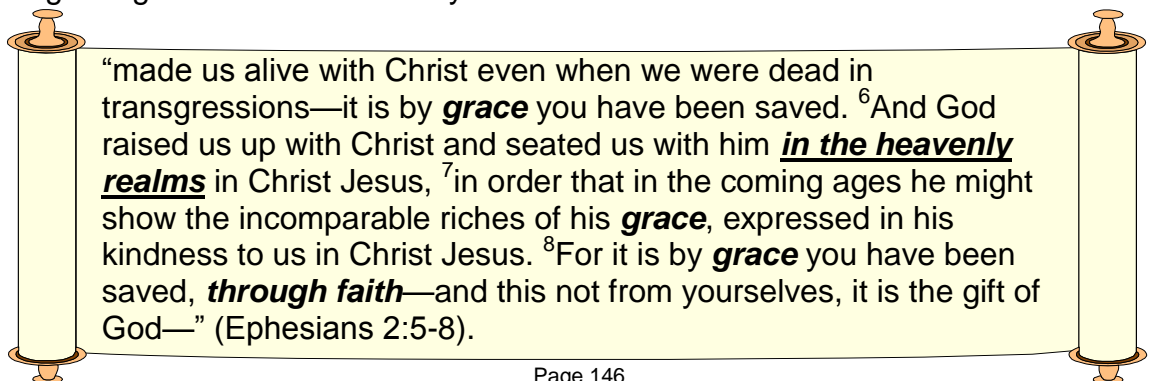 “made us alive with Christ even when we were dead in
transgressions—it is by grace you have been saved. ⁶And God
raised us up with Christ and seated us with him in the heavenly
realms in Christ Jesus, ⁷in order that in the coming ages he might
show the incomparable riches of his grace, expressed in his
kindness to us in Christ Jesus. ⁸For it is by grace you have been
saved, through faith—and this not from yourselves, it is the gift of
God—” (Ephesians 2:5-8).
Page 146